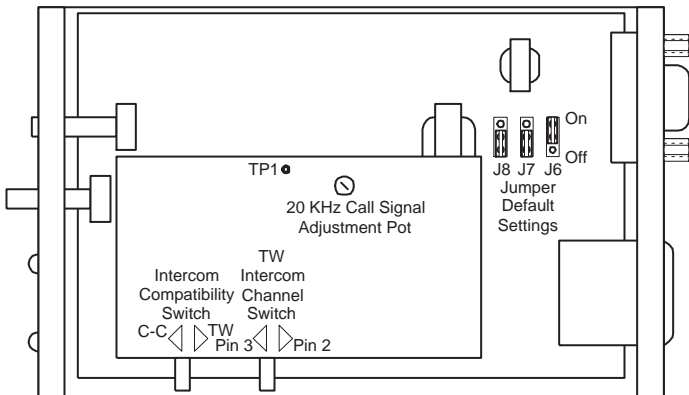 On
Off
J8 J7 J6
Jumper
Default
Settings
TP1
20 KHz Call Signal
Adjustment Pot
TW
Intercom
Channel
Switch
Intercom
Compatibility
Switch
C-C TW
Pin 3 Pin 2